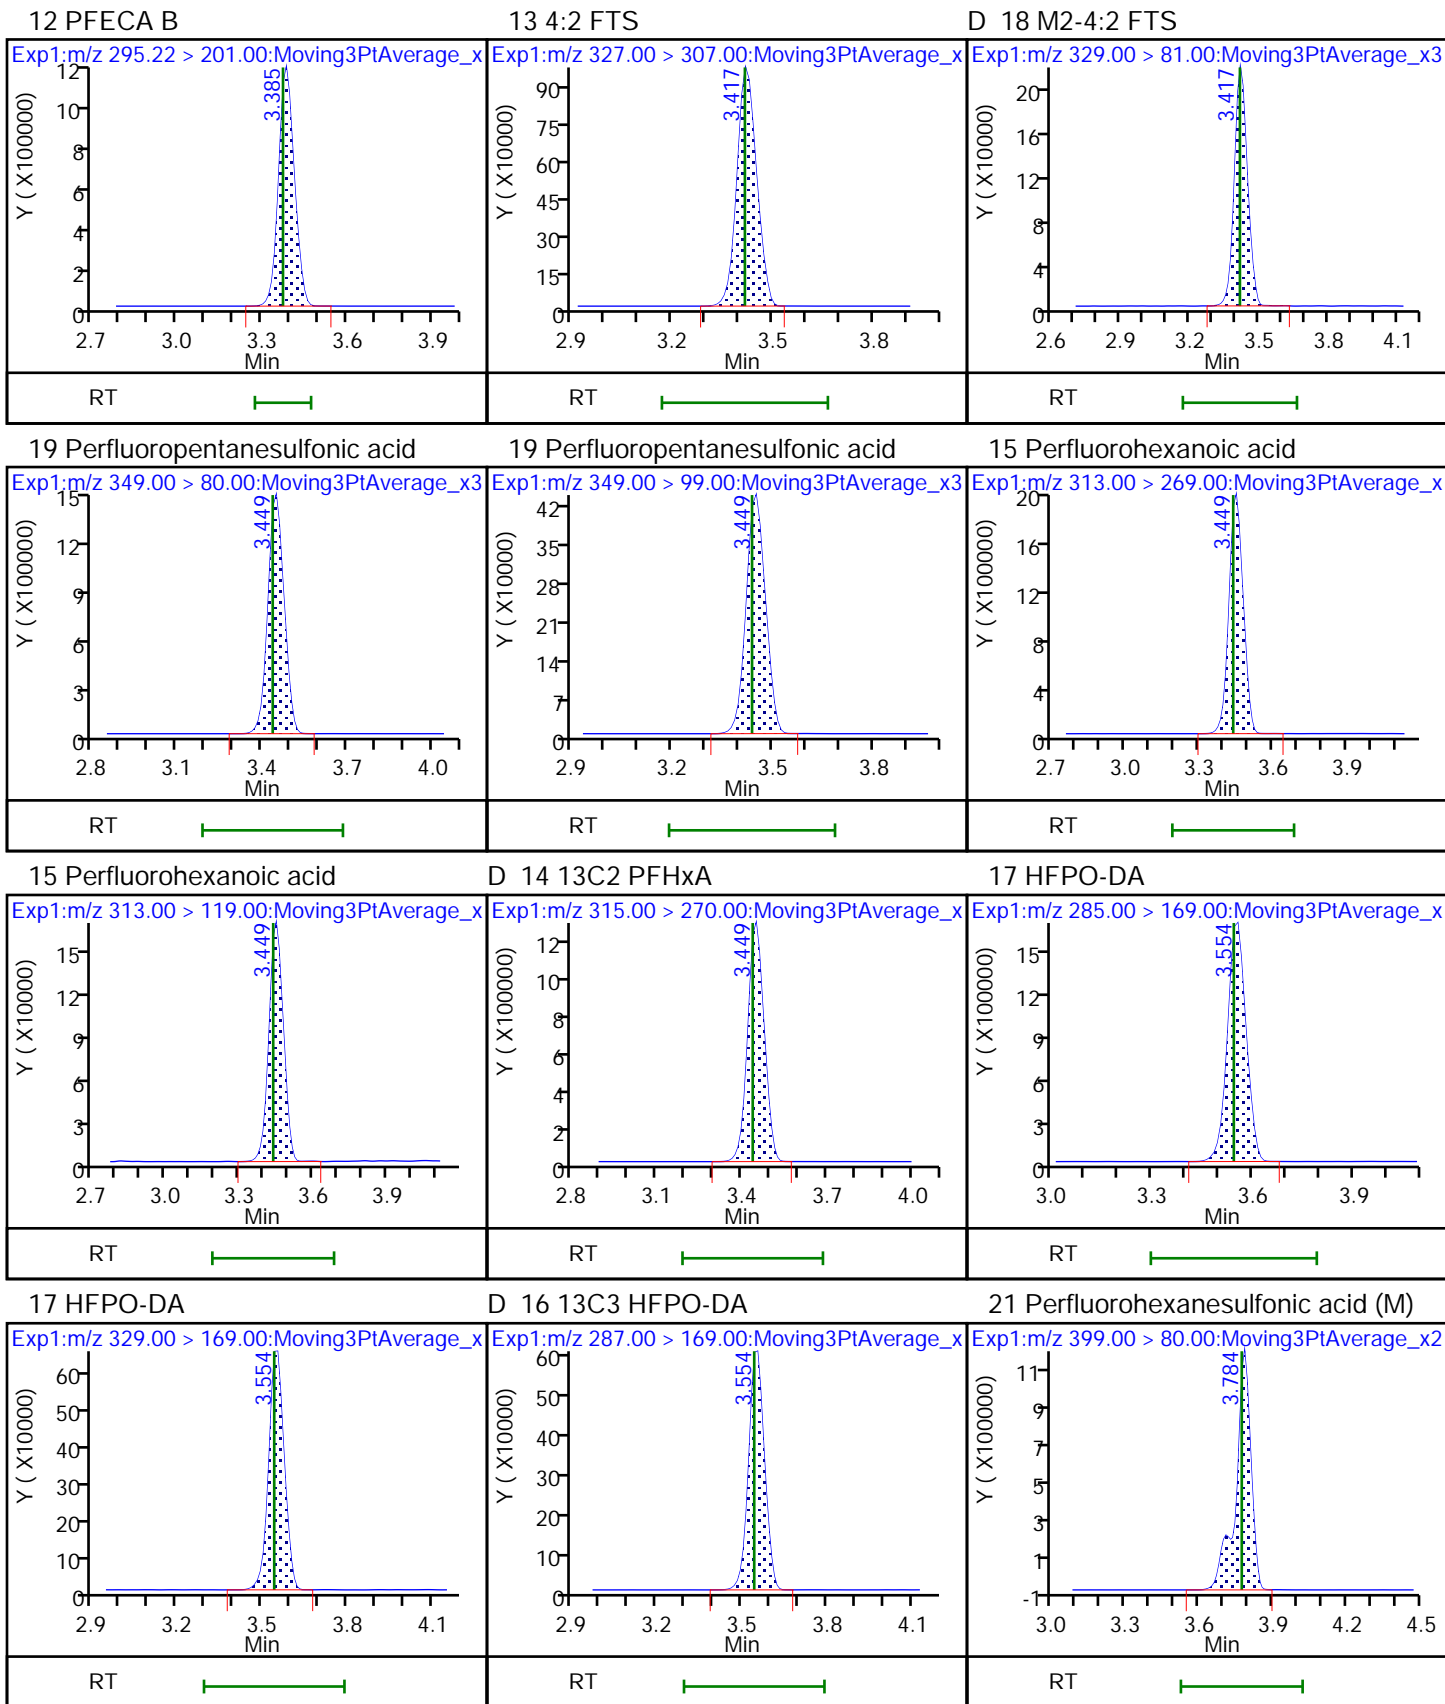 12 PFECA B
Exp1:m/z 295.22 > 201.00:Moving3PtAverage_x
Y ( X100000)
12
10
8
6
4
2
0
3.385
2.7 3.0 3.3 3.6 3.9
Min
RT
13 4:2 FTS
Exp1:m/z 327.00 > 307.00:Moving3PtAverage_x
Y ( X10000)
90
75
60
45
30
15
0
3.417
2.9 3.2 3.5 3.8
Min
RT
D 18 M2-4:2 FTS
Exp1:m/z 329.00 > 81.00:Moving3PtAverage_x3
Y ( X10000)
20
16
12
8
4
0
3.417
2.6 2.9 3.2 3.5 3.8 4.1
Min
RT
19 Perfluoropentanesulfonic acid
Exp1:m/z 349.00 > 80.00:Moving3PtAverage_x3
Y ( X100000)
15
12
9
6
3
0
3.449
2.8 3.1 3.4 3.7 4.0
Min
RT
19 Perfluoropentanesulfonic acid
Exp1:m/z 349.00 > 99.00:Moving3PtAverage_x3
Y ( X10000)
42
35
28
21
14
7
0
3.449
2.9 3.2 3.5 3.8
Min
RT
15 Perfluorohexanoic acid
Exp1:m/z 313.00 > 269.00:Moving3PtAverage_x
Y ( X100000)
20
16
12
8
4
0
3.449
2.7 3.0 3.3 3.6 3.9
Min
RT
15 Perfluorohexanoic acid
Exp1:m/z 313.00 > 119.00:Moving3PtAverage_x
Y ( X10000)
15
12
9
6
3
0
3.449
2.7 3.0 3.3 3.6 3.9
Min
RT
D 14 13C2 PFHxA
Exp1:m/z 315.00 > 270.00:Moving3PtAverage_x
Y ( X100000)
12
10
8
6
4
2
0
3.449
2.8 3.1 3.4 3.7 4.0
Min
RT
17 HFPO-DA
Exp1:m/z 285.00 > 169.00:Moving3PtAverage_x
Y ( X100000)
15
12
9
6
3
0
3.554
3.0 3.3 3.6 3.9
Min
RT
17 HFPO-DA
Exp1:m/z 329.00 > 169.00:Moving3PtAverage_x
Y ( X10000)
60
50
40
30
20
10
0
3.554
2.9 3.2 3.5 3.8 4.1
Min
RT
D 16 13C3 HFPO-DA
Exp1:m/z 287.00 > 169.00:Moving3PtAverage_x
Y ( X10000)
60
50
40
30
20
10
0
3.554
2.9 3.2 3.5 3.8 4.1
Min
RT
21 Perfluorohexanesulfonic acid (M)
Exp1:m/z 399.00 > 80.00:Moving3PtAverage_x2
Y ( X100000)
11
9
7
5
3
1
-1
3.784
3.0 3.3 3.6 3.9 4.2 4.5
Min
RT